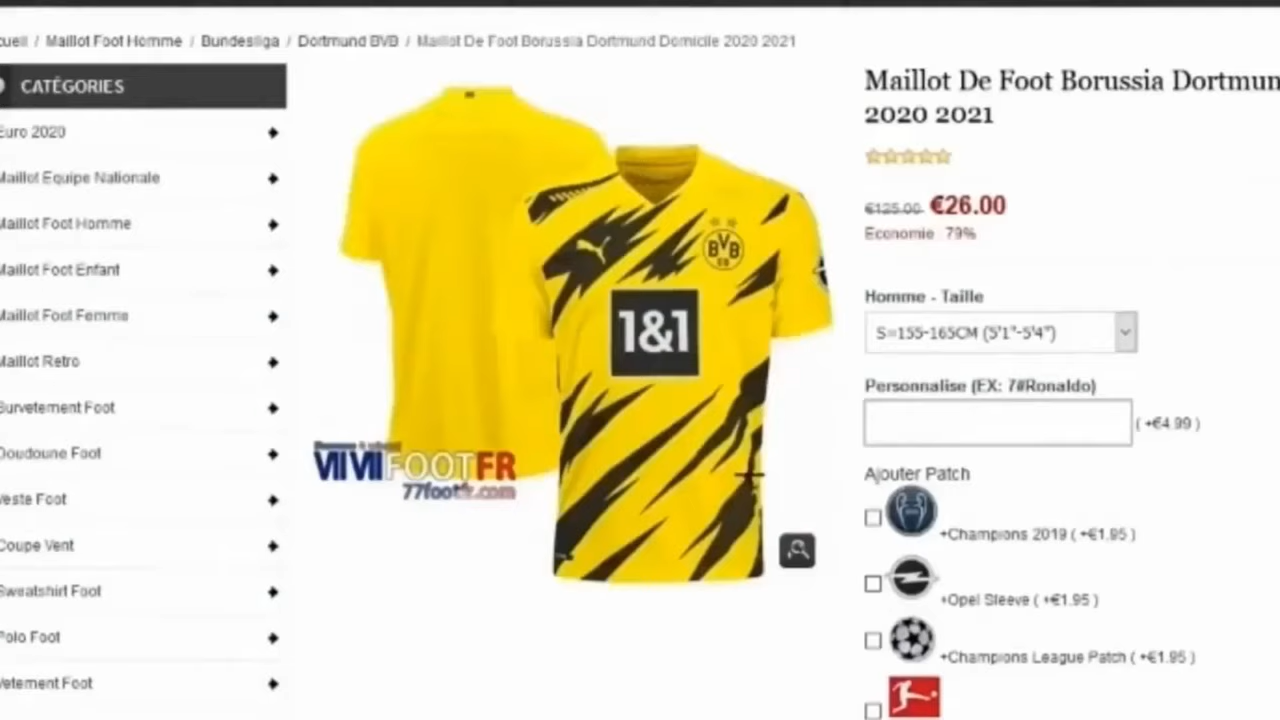 cueil / Maillot Foot Homme / Bundesliga / Dortmund BVB / Maillot De Foot Borussia Dortmund Domicile 2020 2021
CATÉGORIES
Euro 2020
Maillot Equipe Nationale
Maillot Foot Homme
Maillot Foot Enfant
Maillot Foot Femme
Maillot Retro
Survetement Foot
Doudoune Foot
Veste Foot
Coupe Vent
Sweatshirt Foot
Polo Foot
Vetement Foot
BVB
09
1&1
VIVIFOOTFR
77footfr.com
Maillot De Foot Borussia Dortmun
2020 2021
€125.00 €26.00
Economie : 79%
Homme - Taille
S=155-165CM (5'1"-5'4")
Personnalise (EX: 7#Ronaldo)
( +€4.99 )
Ajouter Patch
+Champions 2019 ( +€1.95 )
+Opel Sleeve ( +€1.95 )
+Champions League Patch ( +€1.95 )